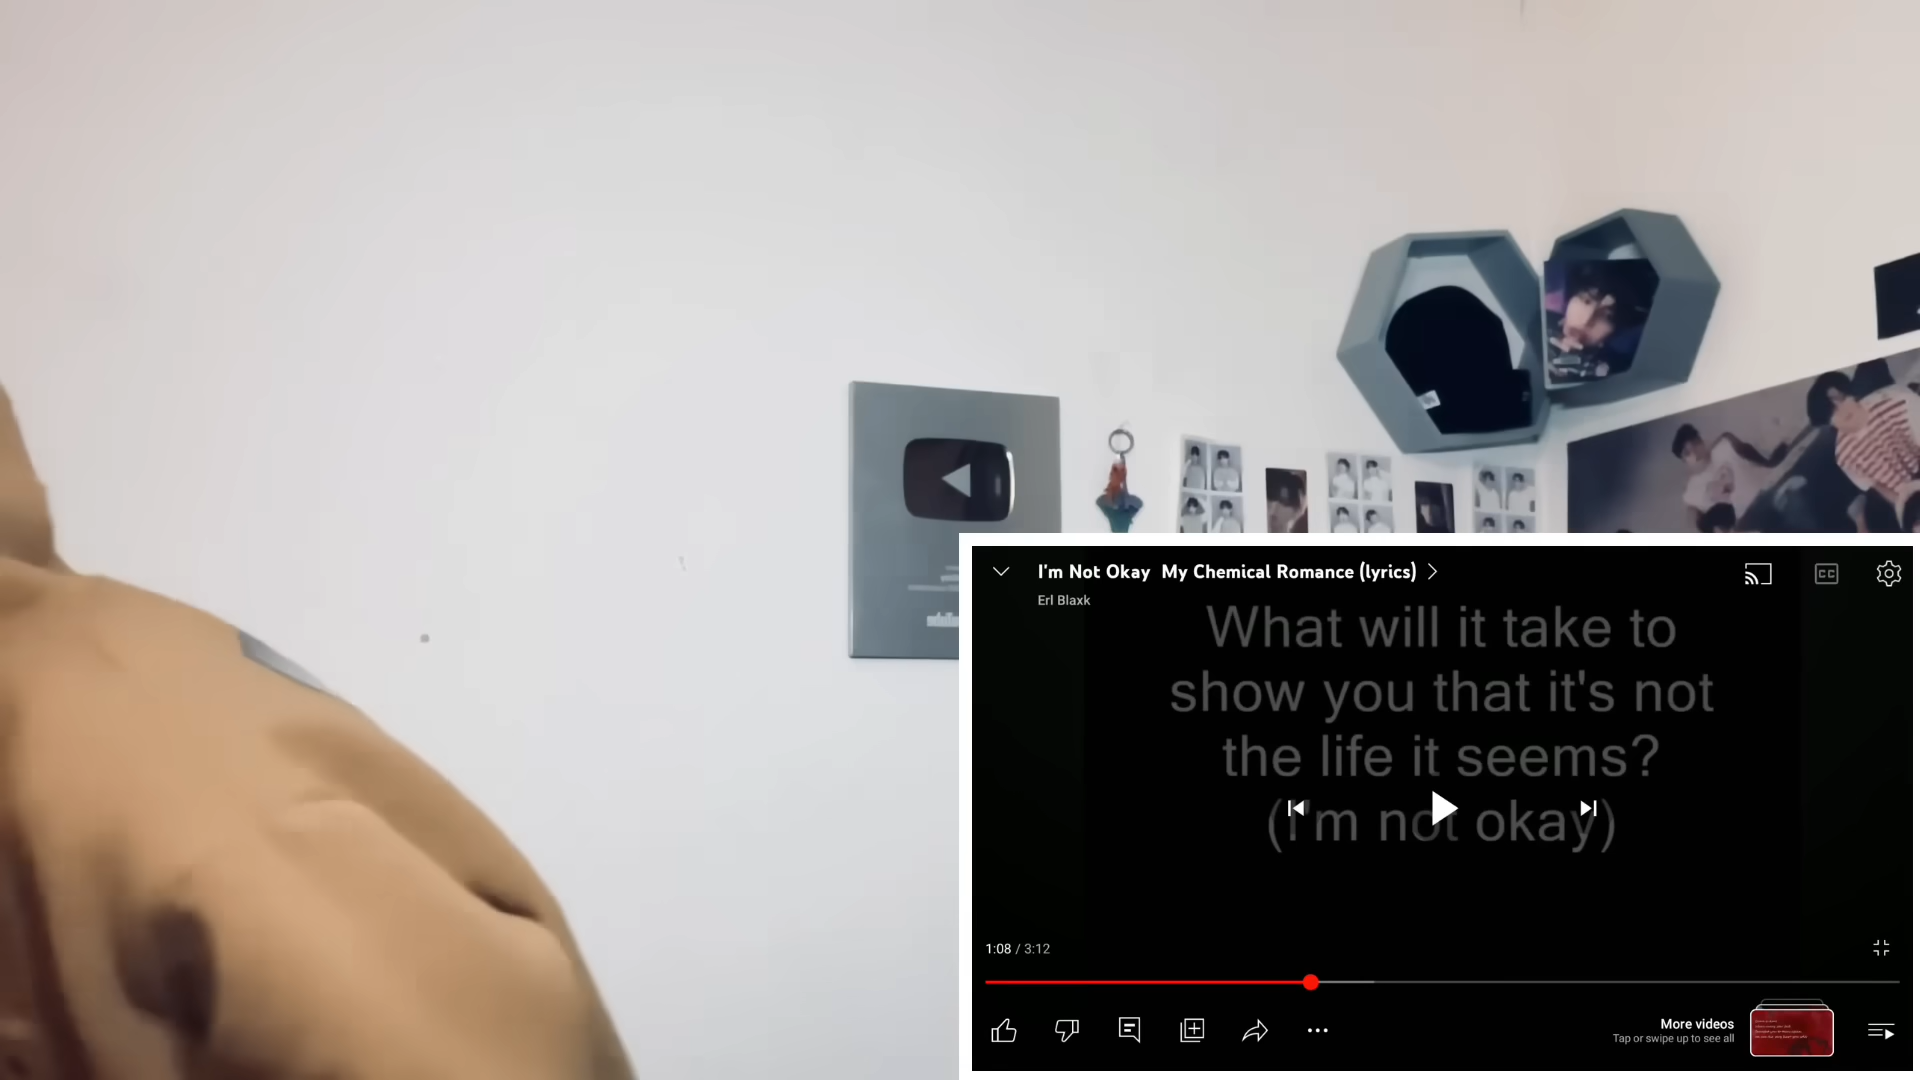 I'm Not Okay  My Chemical Romance (lyrics)
Erl Blaxk
What will it take to
show you that it's not
the life it seems?
(I'm not okay)
1:08 / 3:12
More videos
Tap or swipe up to see all
CC